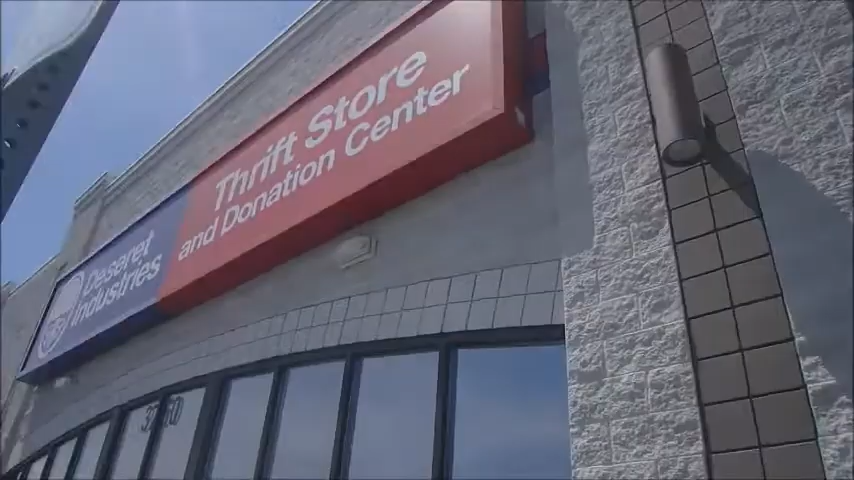 Deseret
Industries
Thrift Store
and Donation Center